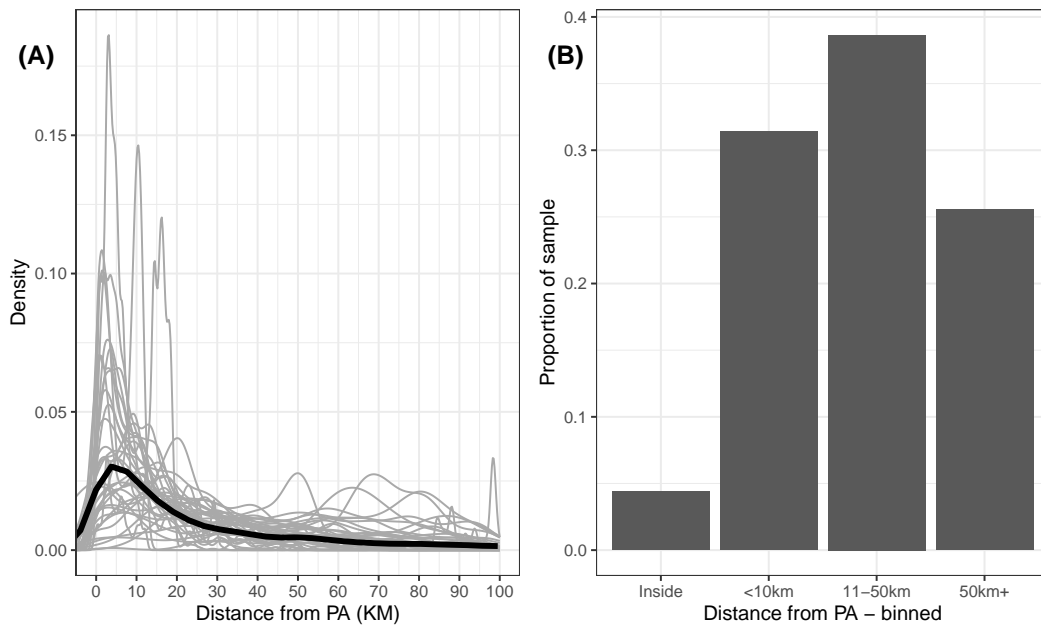 (A)
Density
0.15
0.10
0.05
0.00
0 10 20 30 40 50 60 70 80 90 100
Distance from PA (KM)
(B)
Proportion of sample
0.4
0.3
0.2
0.1
0.0
Inside <10km 11−50km 50km+
Distance from PA − binned